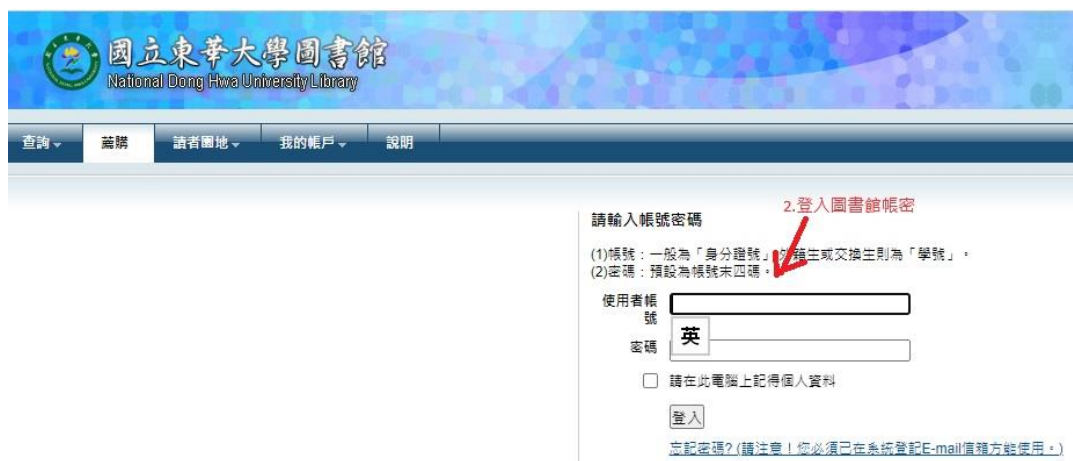 國立東華大學圖書館
National Dong Hwa University Library
查詢 薦購 讀者園地 我的帳戶 說明
2.登入圖書館帳密
請輸入帳號密碼
(1)帳號：一般為「身分證號」外籍生或交換生則為「學號」。
(2)密碼：預設為帳號末四碼。
使用者帳
號
英
密碼
請在此電腦上記得個人資料
登入
忘記密碼? (請注意！您必須已在系統登記E-mail信箱方能使用。)